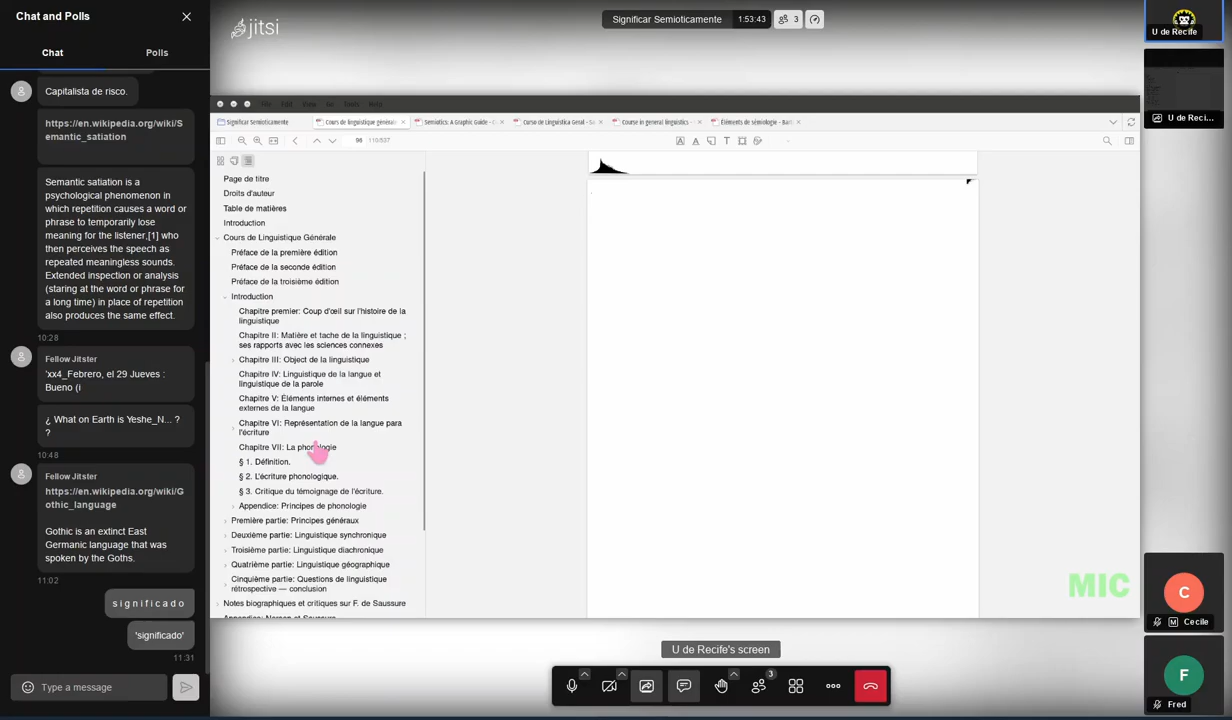 Chat and Polls
Chat
Polls
Capitalista de risco.
https://en.wikipedia.org/wiki/S
emantic_satiation
Semantic satiation is a
psychological phenomenon in
which repetition causes a word or
phrase to temporarily lose
meaning for the listener,[1] who
then perceives the speech as
repeated meaningless sounds.
Extended inspection or analysis
(staring at the word or phrase for
a long time) in place of repetition
also produces the same effect.
10:28
Fellow Jitster
'xx4_Febrero, el 29 Jueves :
Bueno (i
¿ What on Earth is Yeshe_N... ?
?
10:48
Fellow Jitster
https://en.wikipedia.org/wiki/G
othic_language
Gothic is an extinct East
Germanic language that was
spoken by the Goths.
11:02
s i g n i f i c a d o
'significado'
11:31
Type a message
jitsi
Significar Semioticamente
1:53:43
3
File Edit View Go Tools Help
Significar Semioticamente
Cours de linguistique générale
Semiotics: A Graphic Guide - C
Curso de Linguística Geral - Sa
Course in general linguistics -
Éléments de sémiologie - Bart
96
110/537
Page de titre
Droits d'auteur
Table de matières
Introduction
Cours de Linguistique Générale
Préface de la première édition
Préface de la seconde édition
Préface de la troisième édition
Introduction
Chapitre premier: Coup d'œil sur l'histoire de la
linguistique
Chapitre II: Matière et tache de la linguistique ;
ses rapports avec les sciences connexes
Chapitre III: Object de la linguistique
Chapitre IV: Linguistique de la langue et
linguistique de la parole
Chapitre V: Éléments internes et éléments
externes de la langue
Chapitre VI: Représentation de la langue para
l'écriture
Chapitre VII: La phonologie
§ 1. Définition.
§ 2. L'écriture phonologique.
§ 3. Critique du témoignage de l'écriture.
Appendice: Principes de phonologie
Première partie: Principes généraux
Deuxième partie: Linguistique synchronique
Troisième partie: Linguistique diachronique
Quatrième partie: Linguistique géographique
Cinquième partie: Questions de linguistique
rétrospective — conclusion
Notes biographiques et critiques sur F. de Saussure
MIC
U de Recife's screen
3
U de Recife
U de Reci...
C
M Cecile
F
Fred